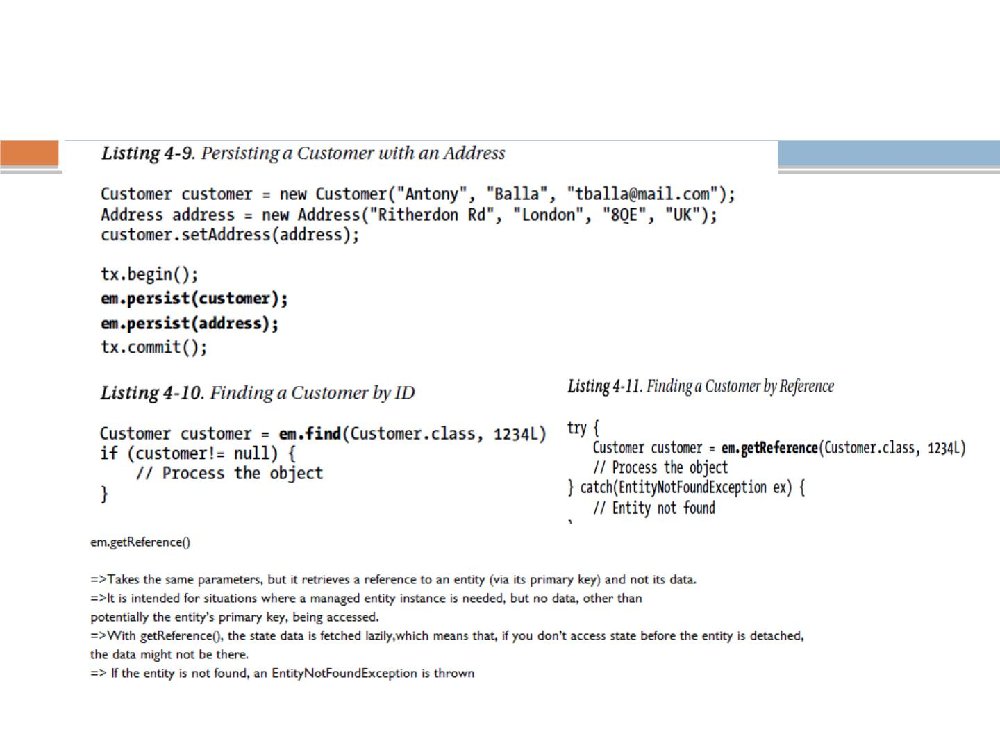 Listing 4-9. Persisting a Customer with an Address
Customer customer = new Customer("Antony", "Balla", "tballa@mail.com");
Address address = new Address("Ritherdon Rd", "London", "8QE", "UK");
customer.setAddress(address);
tx.begin();
em.persist(customer);
em.persist(address);
tx.commit();
Listing 4-10. Finding a Customer by ID
Customer customer = em.find(Customer.class, 1234L)
if (customer!= null) {
    // Process the object
}
Listing 4-11. Finding a Customer by Reference
try {
    Customer customer = em.getReference(Customer.class, 1234L)
    // Process the object
} catch(EntityNotFoundException ex) {
    // Entity not found
}
em.getReference()
=>Takes the same parameters, but it retrieves a reference to an entity (via its primary key) and not its data.
=>It is intended for situations where a managed entity instance is needed, but no data, other than
potentially the entity's primary key, being accessed.
=>With getReference(), the state data is fetched lazily,which means that, if you don't access state before the entity is detached,
the data might not be there.
=> If the entity is not found, an EntityNotFoundException is thrown